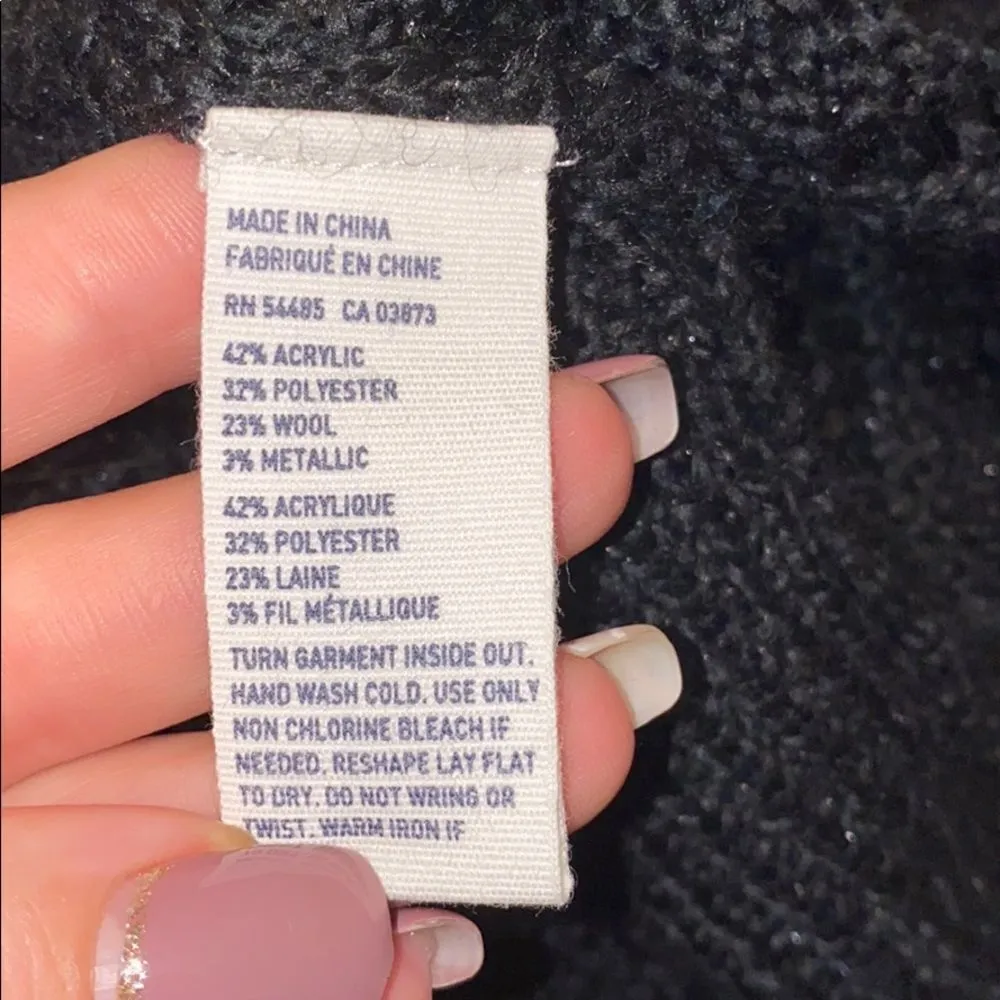 MADE IN CHINA
FABRIQUÉ EN CHINE
RN 54485 CA 03873
42% ACRYLIC
32% POLYESTER
23% WOOL
3% METALLIC
42% ACRYLIQUE
32% POLYESTER
23% LAINE
3% FIL MÉTALLIQUE
TURN GARMENT INSIDE OUT.
HAND WASH COLD. USE ONLY
NON CHLORINE BLEACH IF
NEEDED. RESHAPE LAY FLAT
TO DRY. DO NOT WRING OR
TWIST. WARM IRON IF